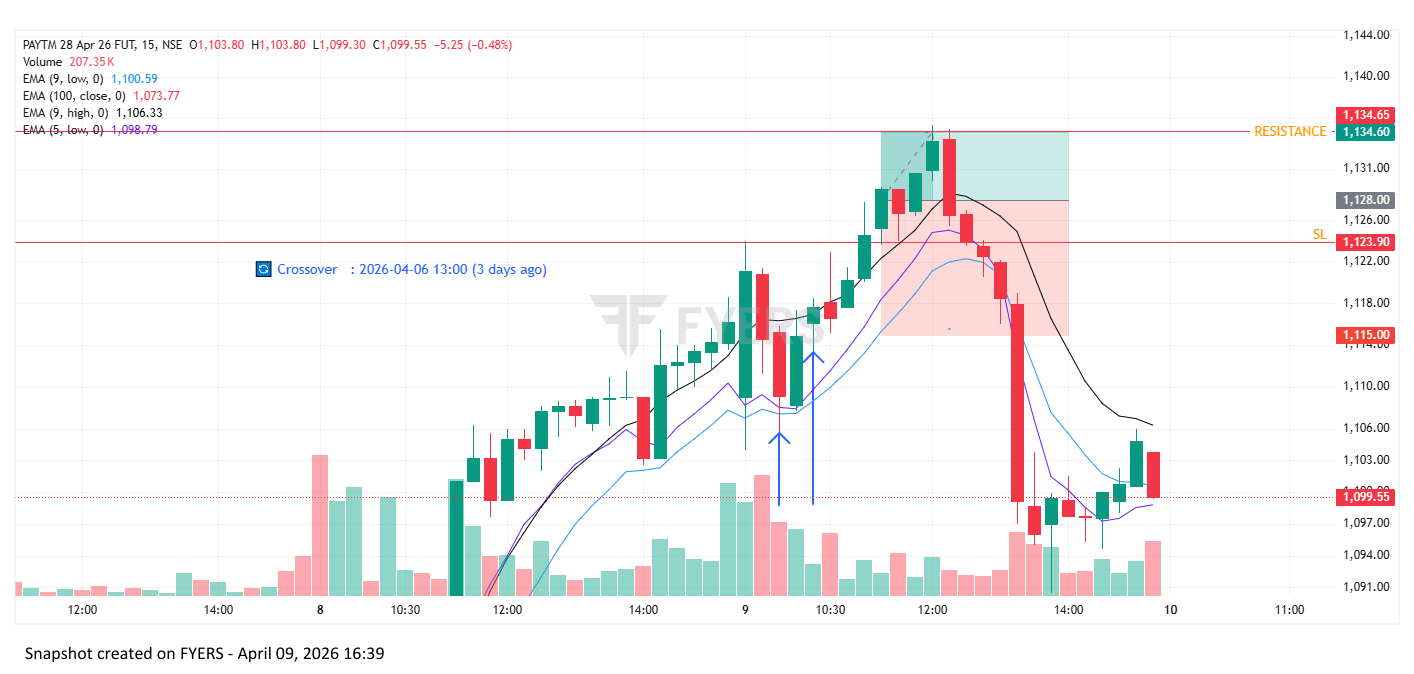 PAYTM 28 Apr 26 FUT, 15, NSE O1,103.80 H1,103.80 L1,099.30 C1,099.55 −5.25 (−0.48%)
Volume 207.35K
EMA (9, low, 0) 1,100.59
EMA (100, close, 0) 1,073.77
EMA (9, high, 0) 1,106.33
EMA (5, low, 0) 1,098.79
1,144.00
1,140.00
1,134.65
RESISTANCE 1,134.60
1,131.00
1,128.00
1,126.00
SL 1,123.90
1,122.00
Crossover : 2026-04-06 13:00 (3 days ago)
1,118.00
FYERS
1,115.00
1,114.00
1,110.00
1,106.00
1,103.00
1,099.55
1,097.00
1,094.00
1,091.00
12:00 14:00 8 10:30 12:00 14:00 9 10:30 12:00 14:00 10 11:00
Snapshot created on FYERS - April 09, 2026 16:39